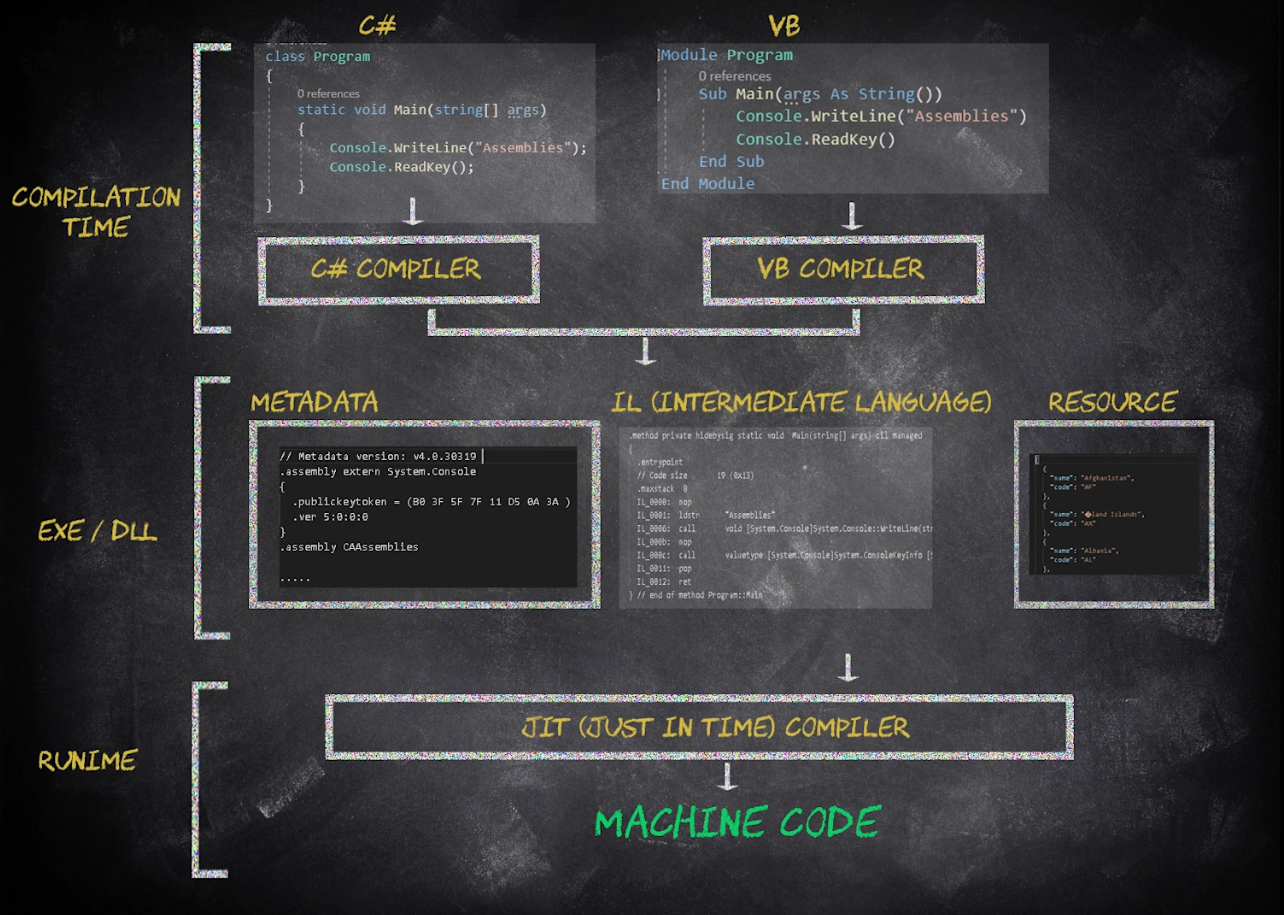 C#
VB
class Program
{
0 references
static void Main(string[] args)
{
Console.WriteLine("Assemblies");
Console.ReadKey();
}
}
Module Program
0 references
Sub Main(args As String())
Console.WriteLine("Assemblies")
Console.ReadKey()
End Sub
End Module
COMPILATION
TIME
C# COMPILER
VB COMPILER
METADATA
IL (INTERMEDIATE LANGUAGE)
RESOURCE
// Metadata version: v4.0.30319
.assembly extern System.Console
{
.publickeytoken = (B0 3F 5F 7F 11 D5 0A 3A )
.ver 5:0:0:0
}
.assembly CAAssemblies
.....
.method private hidebysig static void Main(string[] args) cil managed
{
.entrypoint
// Code size 19 (0x13)
.maxstack 8
IL_0000: nop
IL_0001: ldstr "Assemblies"
IL_0006: call void [System.Console]System.Console::WriteLine(str
IL_000b: nop
IL_000c: call valuetype [System.Console]System.ConsoleKeyInfo [
IL_0011: pop
IL_0012: ret
} // end of method Program::Main
[
{
"name": "Afghanistan",
"code": "AF"
},
{
"name": "�land Islands",
"code": "AX"
},
{
"name": "Albania",
"code": "AL"
},
EXE / DLL
JIT (JUST IN TIME) COMPILER
RUNIME
MACHINE CODE